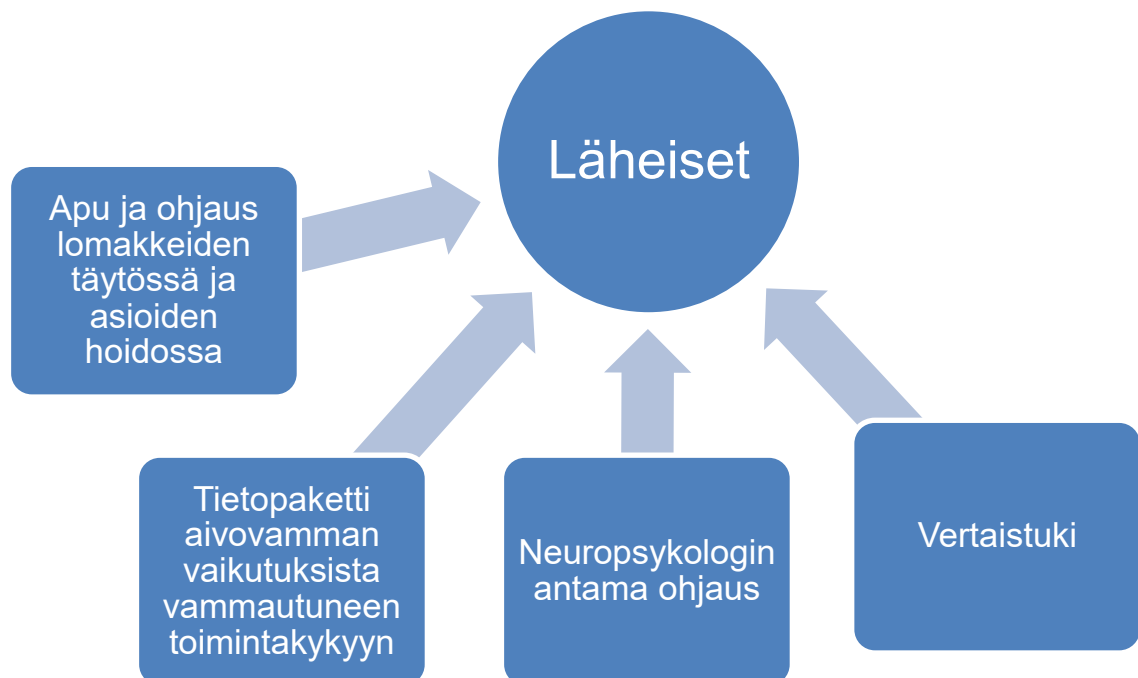 Läheiset
Apu ja ohjaus
lomakkeiden
täytössä ja
asioiden
hoidossa
Tietopaketti
aivovamman
vaikutuksista
vammautuneen
toimintakykyyn
Neuropsykologin
antama ohjaus
Vertaistuki